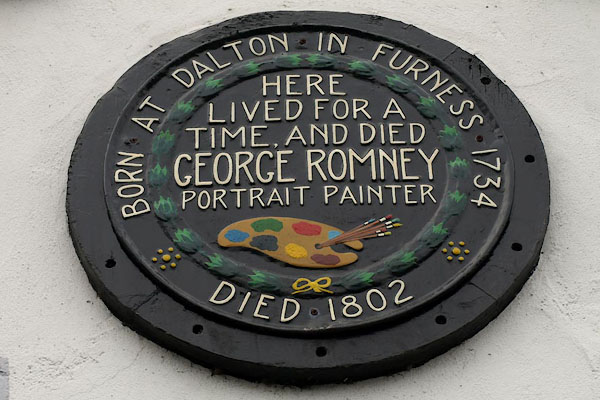 BORN AT DALTON IN FURNESS 1734
HERE
LIVED FOR A
TIME, AND DIED
GEORGE ROMNEY
PORTRAIT PAINTER
DIED 1802